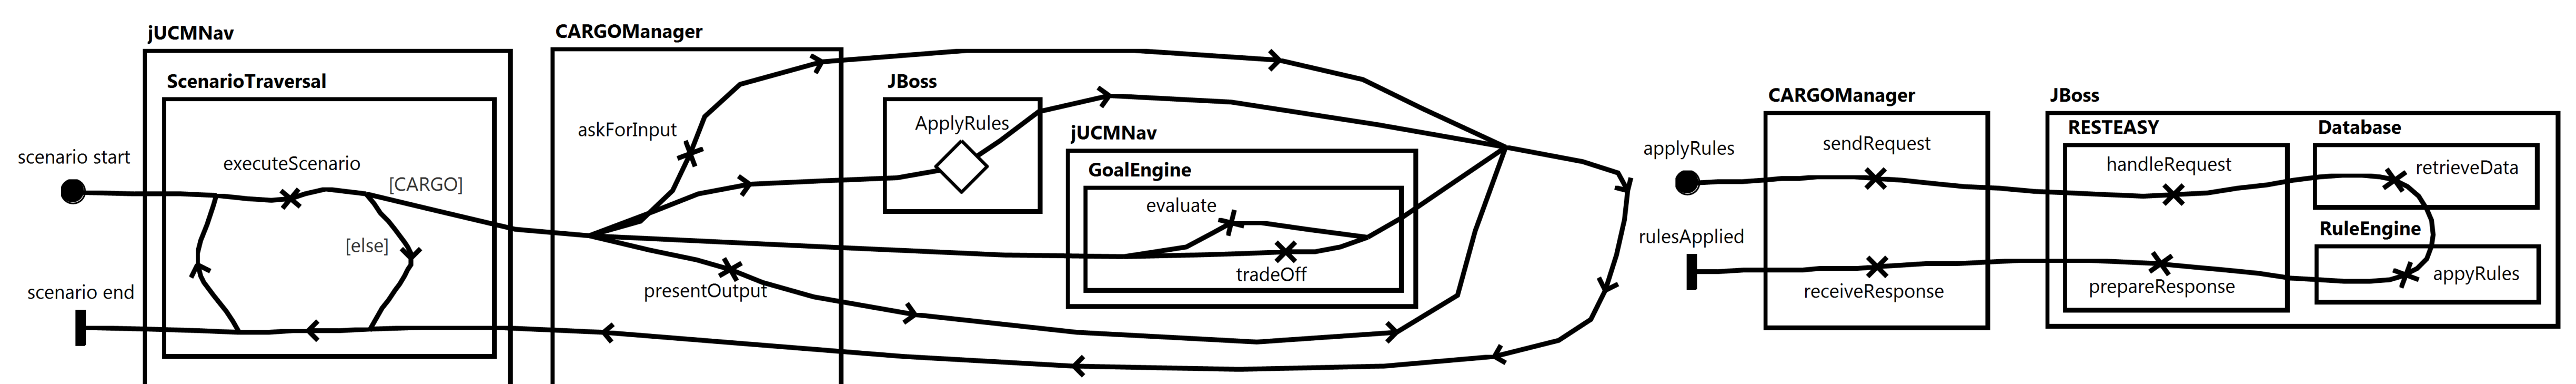 jUCMNav
ScenarioTraversal
scenario start
executeScenario
[CARGO]
[else]
scenario end
CARGOManager
askForInput
presentOutput
JBoss
ApplyRules
jUCMNav
GoalEngine
evaluate
tradeOff
applyRules
rulesApplied
CARGOManager
sendRequest
receiveResponse
JBoss
RESTEASY
handleRequest
prepareResponse
Database
retrieveData
RuleEngine
appyRules